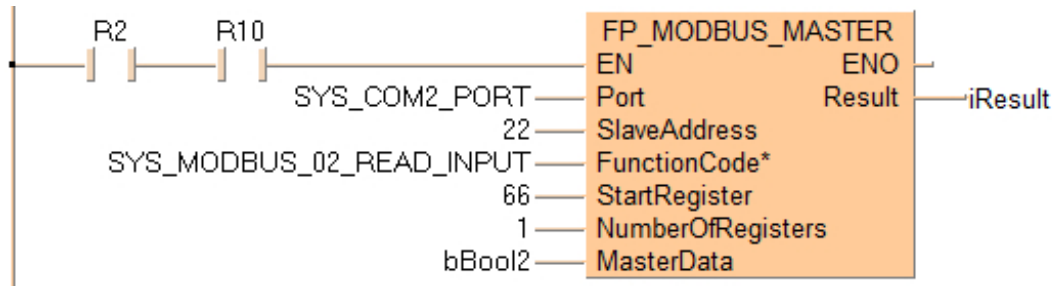 R2 R10 FP_MODBUS_MASTER
EN ENO
SYS_COM2_PORT Port Result iResult
22 SlaveAddress
SYS_MODBUS_02_READ_INPUT FunctionCode*
66 StartRegister
1 NumberOfRegisters
bBool2 MasterData